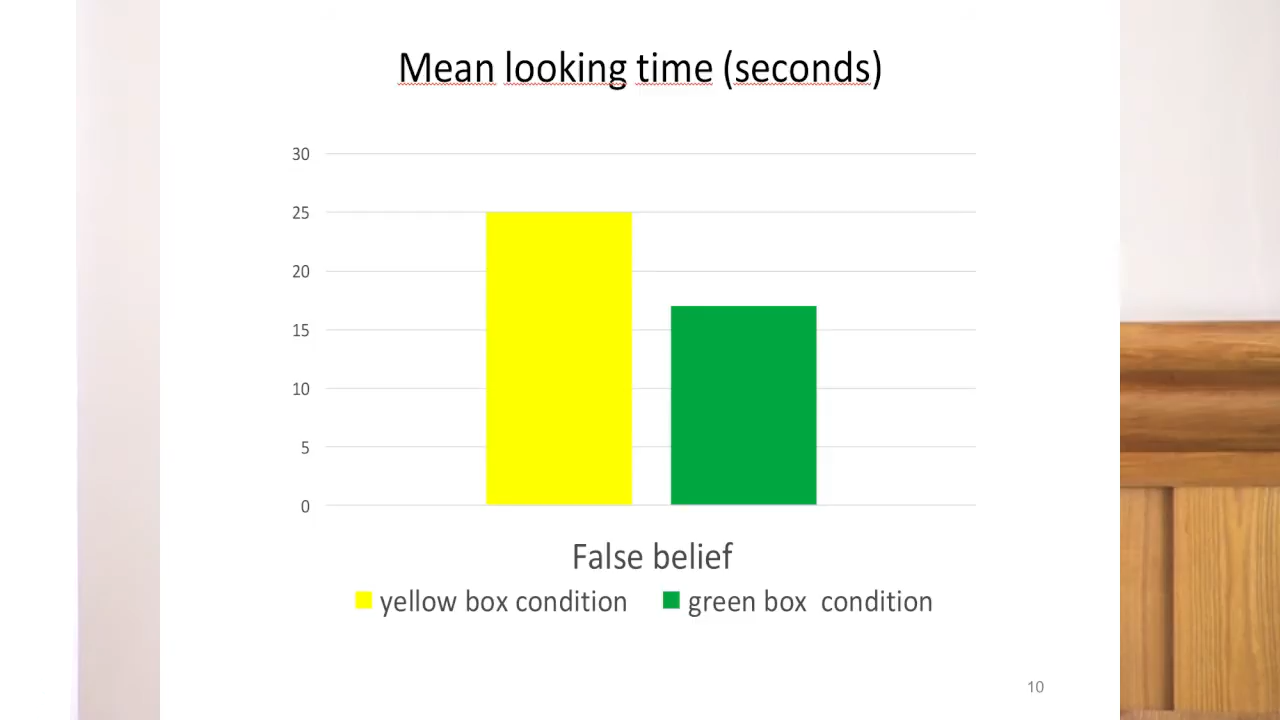 Mean looking time (seconds)
30
25
20
15
10
5
0
False belief
yellow box condition
green box  condition
10